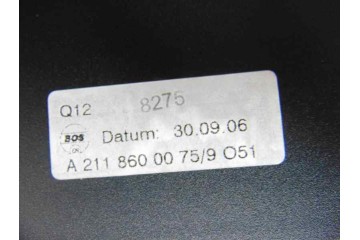 Q12 8275
BOS
Datum: 30.09.06
A 211 860 00 75/9 O51